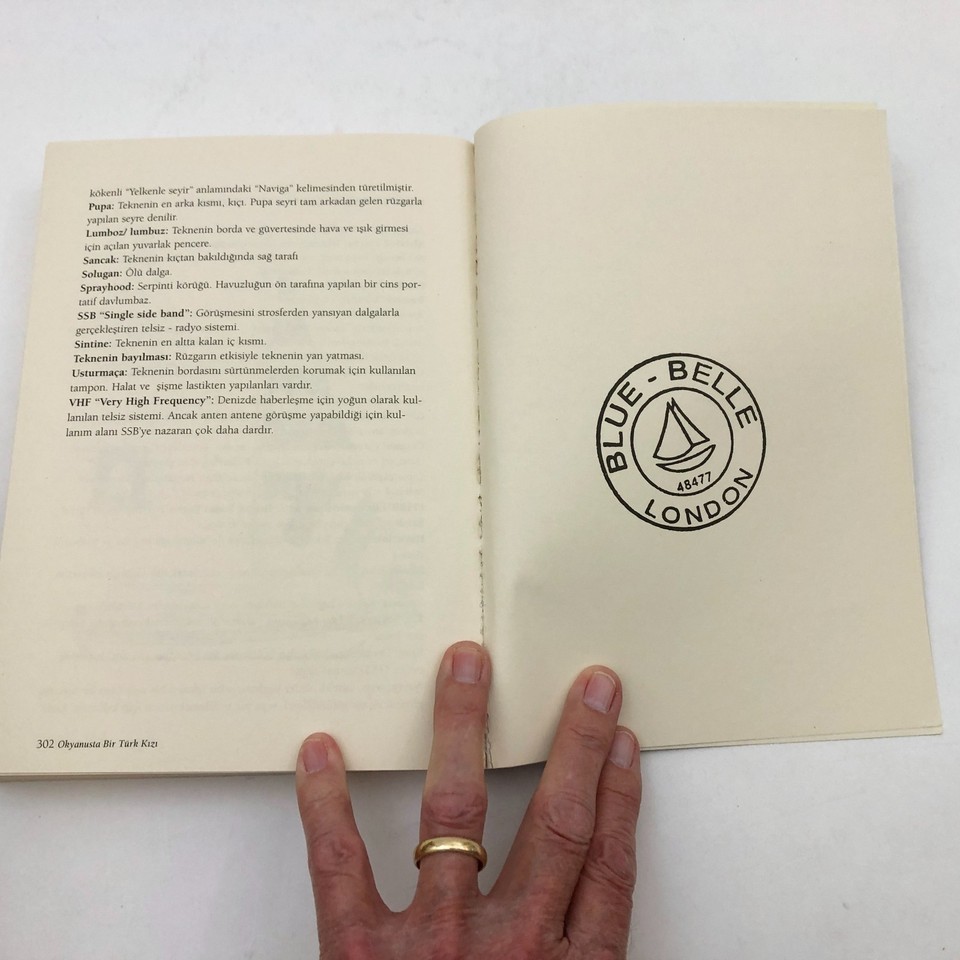 kökenli "Yelkenle seyir" anlamındaki "Naviga" kelimesinden türetilmiştir.
Pupa: Teknenin en arka kısmı, kıçı. Pupa seyri tam arkadan gelen rüzgarla
yapılan seyre denilir.
Lumboz/ lumbuz: Teknenin borda ve güvertesinde hava ve ışık girmesi
için açılan yuvarlak pencere.
Sancak: Teknenin kıçtan bakıldığında sağ tarafı
Solugan: Ölü dalga.
Sprayhood: Serpinti körüğü. Havuzluğun ön tarafına yapılan bir cins por-
tatif davlumbaz.
SSB "Single side band": Görüşmesini strosferden yansıyan dalgalarla
gerçekleştiren telsiz - radyo sistemi.
Sintine: Teknenin en altta kalan iç kısmı.
Teknenin bayılması: Rüzgarın etkisiyle teknenin yan yatması.
Usturmaça: Teknenin bordasını sürtünmelerden korumak için kullanılan
tampon. Halat ve şişme lastikten yapılanları vardır.
VHF "Very High Frequency": Denizde haberleşme için yoğun olarak kul-
lanılan telsiz sistemi. Ancak anten antene görüşme yapabildiği için kul-
lanım alanı SSB'ye nazaran çok daha dardır.
302 Okyanusta Bir Türk Kızı
BLUE - BELLE
48477
LONDON